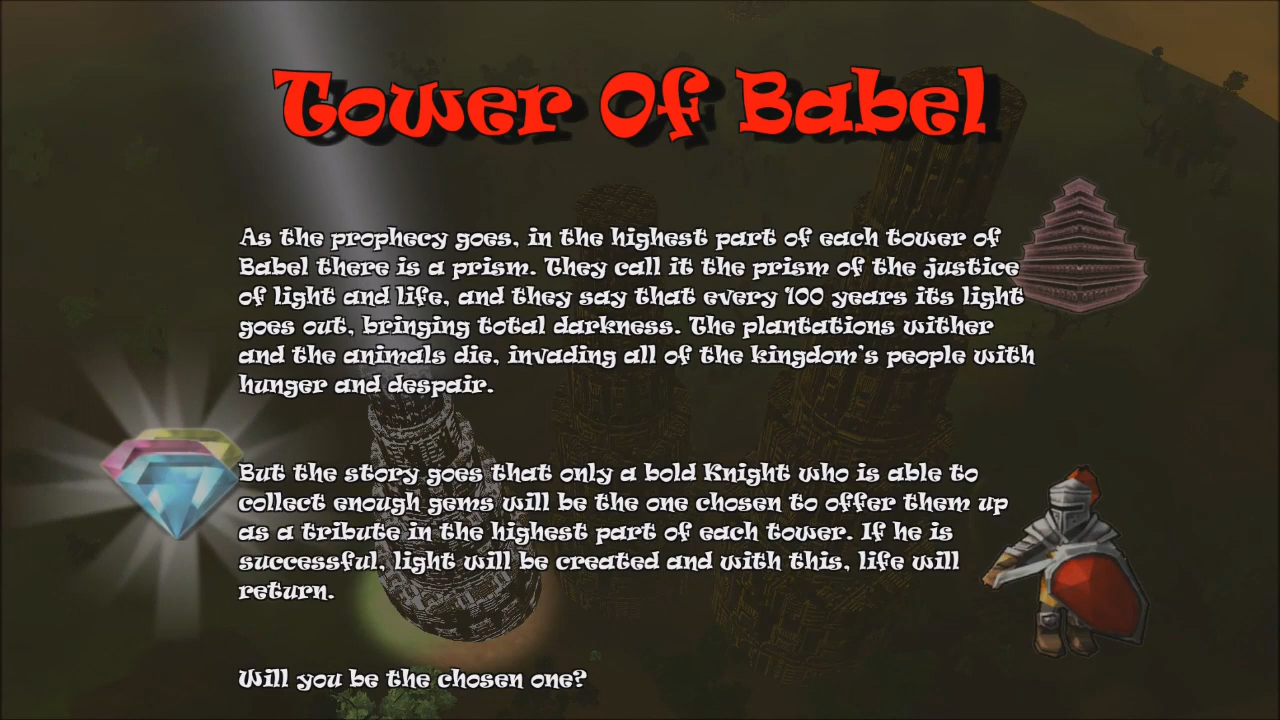 Tower Of Babel
As the prophecy goes, in the highest part of each tower of
Babel there is a prism. They call it the prism of the justice
of light and life, and they say that every 100 years its light
goes out, bringing total darkness. The plantations wither
and the animals die, invading all of the kingdom's people with
hunger and despair.
But the story goes that only a bold Knight who is able to
collect enough gems will be the one chosen to offer them up
as a tribute in the highest part of each tower. If he is
successful, light will be created and with this, life will
return.
Will you be the chosen one?